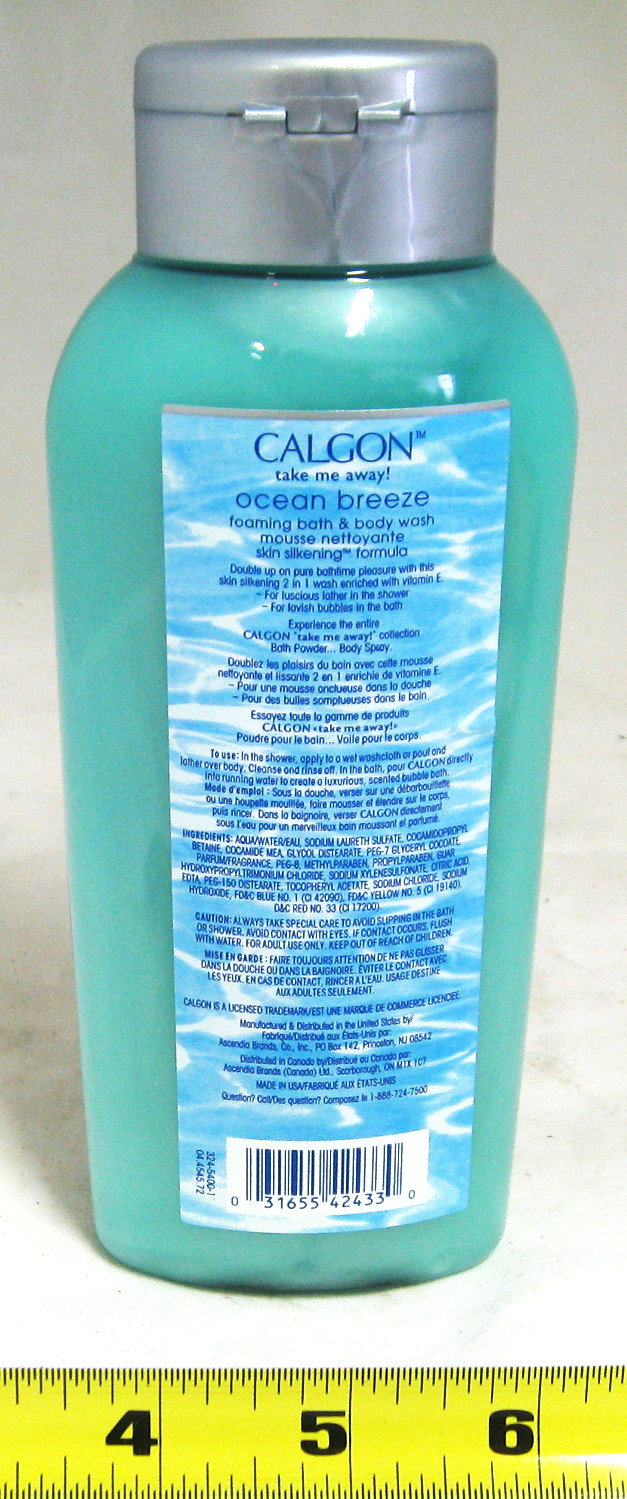 CALGON™
take me away!
ocean breeze
foaming bath & body wash
mousse nettoyante
skin silkening™ formula
Double up on pure bathtime pleasure with this
skin silkening 2 in 1 wash enriched with vitamin E.
– For luscious lather in the shower
– For lavish bubbles in the bath
Experience the entire
CALGON "take me away!" collection
Bath Powder... Body Spray.
Doublez les plaisirs du bain avec cette mousse
nettoyante et lissante 2 en 1 enrichie de vitamine E.
– Pour une mousse onctueuse dans la douche
– Pour des bulles somptueuses dans le bain
Essayez toute la gamme de produits
CALGON «take me away!»
Poudre pour le bain... Voile pour le corps.
To use: In the shower, apply to a wet washcloth or pouf and
lather over body. Cleanse and rinse off. In the bath, pour CALGON directly
into running water to create a luxurious, scented bubble bath.
Mode d'emploi : Sous la douche, verser sur une débarbouillette
ou une houpette mouillée, faire mousser et étendre sur le corps,
puis rincer. Dans la baignoire, verser CALGON directement
sous l'eau pour un merveilleux bain moussant et parfumé.
INGREDIENTS: AQUA/WATER/EAU, SODIUM LAURETH SULFATE, COCAMIDOPROPYL
BETAINE, COCAMIDE MEA, GLYCOL DISTEARATE, PEG-7 GLYCERYL COCOATE,
PARFUM/FRAGRANCE, PEG-8, METHYLPARABEN, PROPYLPARABEN, GUAR
HYDROXYPROPYLTRIMONIUM CHLORIDE, SODIUM XYLENESULFONATE, CITRIC ACID,
EDTA, PEG-150 DISTEARATE, TOCOPHERYL ACETATE, SODIUM CHLORIDE, SODIUM
HYDROXIDE, FD&C BLUE NO. 1 (CI 42090), FD&C YELLOW NO. 5 (CI 19140),
D&C RED NO. 33 (CI 17200).
CAUTION: ALWAYS TAKE SPECIAL CARE TO AVOID SLIPPING IN THE BATH
OR SHOWER. AVOID CONTACT WITH EYES. IF CONTACT OCCURS, FLUSH
WITH WATER. FOR ADULT USE ONLY. KEEP OUT OF REACH OF CHILDREN.
MISE EN GARDE : FAIRE TOUJOURS ATTENTION DE NE PAS GLISSER
DANS LA DOUCHE OU DANS LA BAIGNOIRE. ÉVITER LE CONTACT AVEC
LES YEUX. EN CAS DE CONTACT, RINCER A L'EAU. USAGE DESTINÉ
AUX ADULTES SEULEMENT.
CALGON IS A LICENSED TRADEMARK/EST UNE MARQUE DE COMMERCE LICENCIEE.
Manufactured & Distributed in the United States by/
Fabriqué/Distribué aux États-Unis par:
Ascendia Brands, Co., Inc., PO Box 142, Princeton, NJ 08542
Distributed in Canada by/Distribué au Canada par:
Ascendia Brands (Canada) Ltd., Scarborough, ON M1X 1C7
MADE IN USA/FABRIQUÉ AUX ÉTATS-UNIS
Question? Call/Des question? Composez le 1-888-724-7500
324-5400-1
04 4545 72
0 31655 42433 0
4 5 6